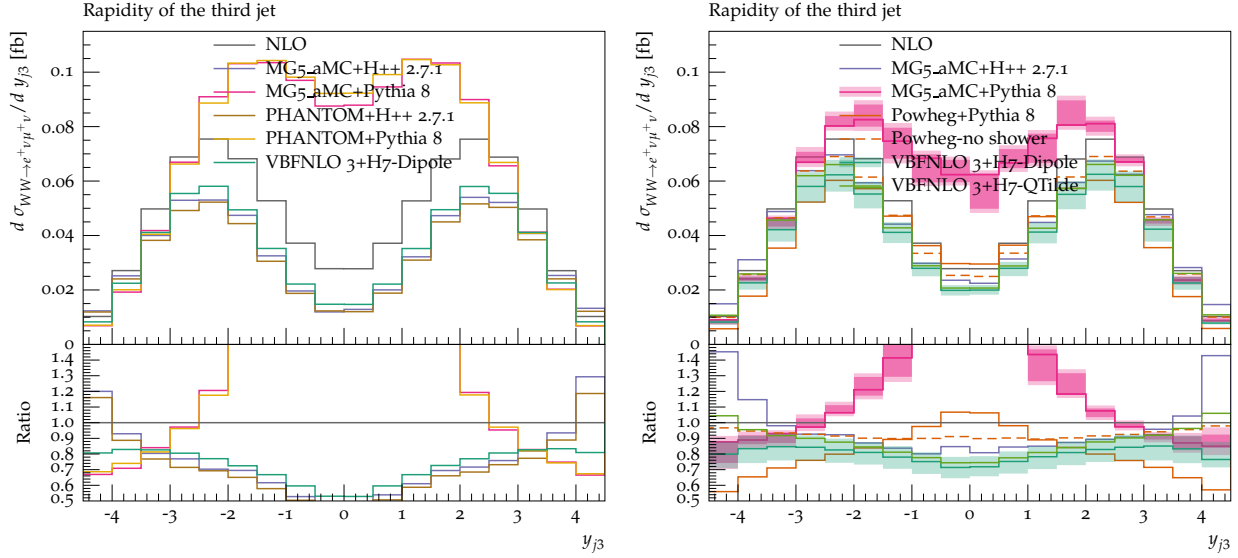 Rapidity of the third jet
d σ_{WW→e⁺νμ⁺ν}/d y_{j3} [fb]
0.1
0.08
0.06
0.04
0.02
0
NLO
MG5_aMC+H++ 2.7.1
MG5_aMC+Pythia 8
PHANTOM+H++ 2.7.1
PHANTOM+Pythia 8
VBFNLO 3+H7-Dipole
Ratio
1.4
1.3
1.2
1.1
1.0
0.9
0.8
0.7
0.6
0.5
-4 -3 -2 -1 0 1 2 3 4
y_{j3}
Rapidity of the third jet
d σ_{WW→e⁺νμ⁺ν}/d y_{j3} [fb]
0.1
0.08
0.06
0.04
0.02
0
NLO
MG5_aMC+H++ 2.7.1
MG5_aMC+Pythia 8
Powheg+Pythia 8
Powheg-no shower
VBFNLO 3+H7-Dipole
VBFNLO 3+H7-QTilde
Ratio
1.4
1.3
1.2
1.1
1.0
0.9
0.8
0.7
0.6
0.5
-4 -3 -2 -1 0 1 2 3 4
y_{j3}